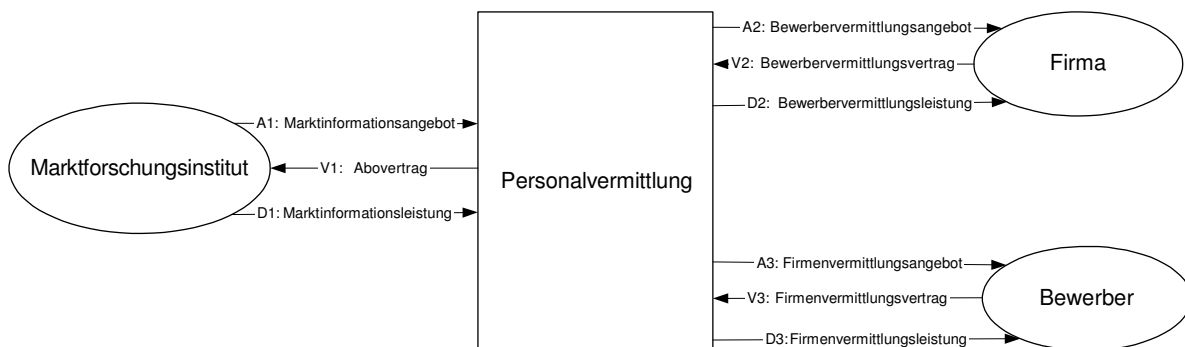 Marktforschungsinstitut
A1: Marktinformationsangebot
V1: Abovertrag
D1: Marktinformationsleistung
Personalvermittlung
A2: Bewerbervermittlungsangebot
V2: Bewerbervermittlungsvertrag
D2: Bewerbervermittlungsleistung
Firma
A3: Firmenvermittlungsangebot
V3: Firmenvermittlungsvertrag
D3:Firmenvermittlungsleistung
Bewerber